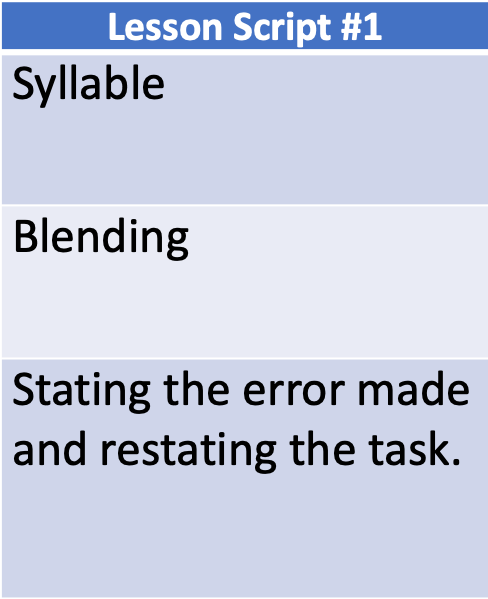 Lesson Script #1
Syllable
Blending
Stating the error made
and restating the task.